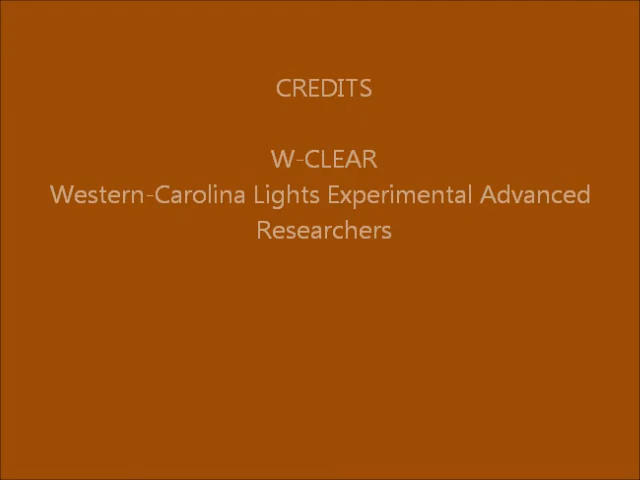 CREDITS
W-CLEAR
Western-Carolina Lights Experimental Advanced
Researchers